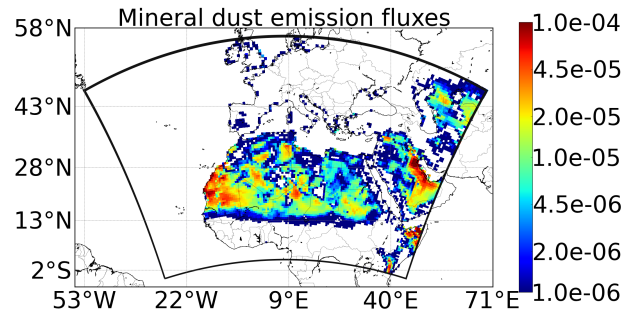 Mineral dust emission fluxes
58°N
43°N
28°N
13°N
2°S
53°W 22°W 9°E 40°E 71°E
1.0e-04
4.5e-05
2.0e-05
1.0e-05
4.5e-06
2.0e-06
1.0e-06